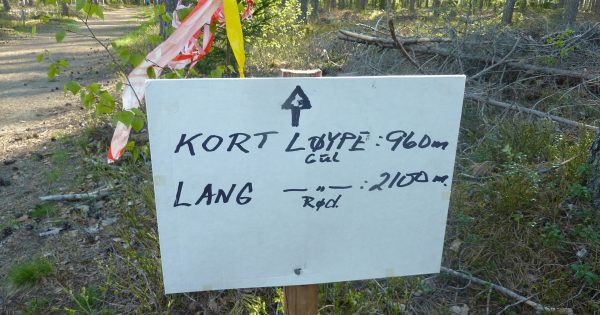 KORT LØYPE : 960m
Gul
LANG —„— : 2100 m.
Rød.